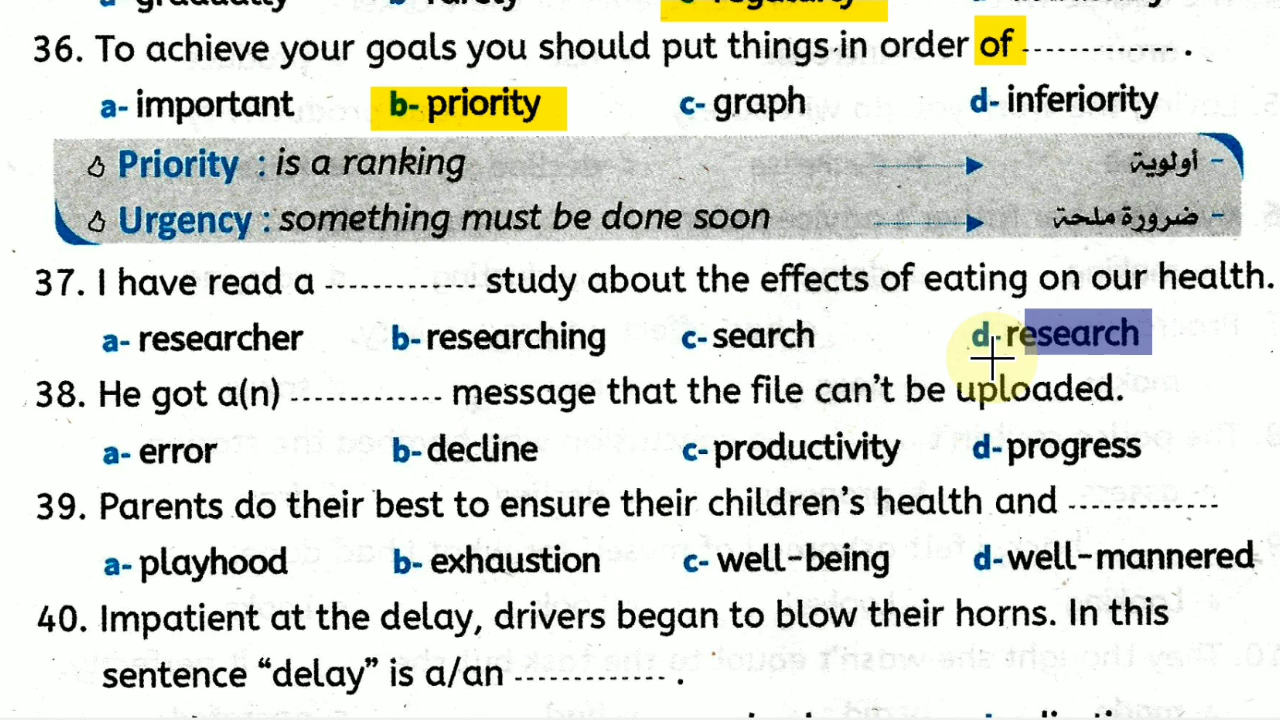 36. To achieve your goals you should put things in order of ------------- .
a- important b- priority c- graph d- inferiority
Priority : is a ranking - أولوية
Urgency : something must be done soon - ضرورة ملحة
37. I have read a ------------- study about the effects of eating on our health.
a- researcher b- researching c- search d- research
38. He got a(n) ------------- message that the file can't be uploaded.
a- error b- decline c- productivity d- progress
39. Parents do their best to ensure their children's health and -------------
a- playhood b- exhaustion c- well-being d- well-mannered
40. Impatient at the delay, drivers began to blow their horns. In this
sentence “delay” is a/an ------------- .